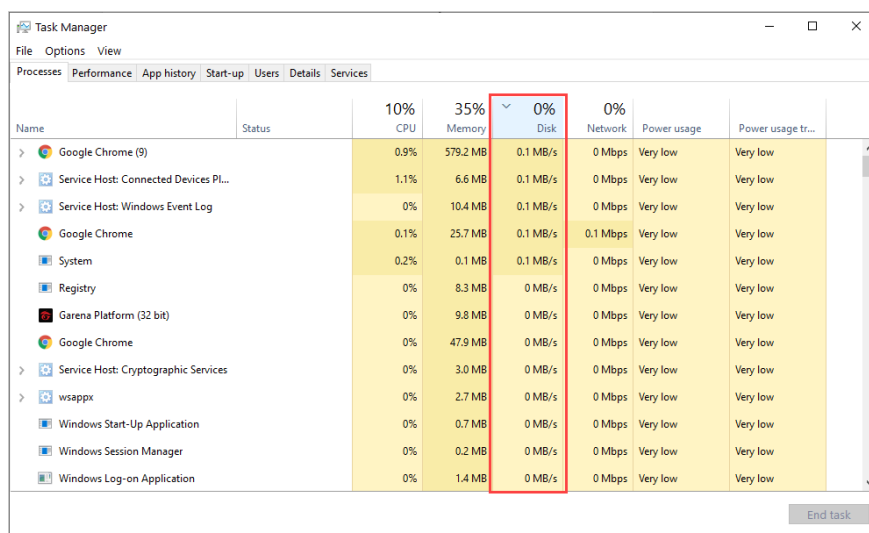 Task Manager
File Options View
Processes Performance App history Start-up Users Details Services
10% 35% 0% 0%
Name Status CPU Memory Disk Network Power usage Power usage tr...
Google Chrome (9) 0.9% 579.2 MB 0.1 MB/s 0 Mbps Very low Very low
Service Host: Connected Devices Pl... 1.1% 6.6 MB 0.1 MB/s 0 Mbps Very low Very low
Service Host: Windows Event Log 0% 10.4 MB 0.1 MB/s 0 Mbps Very low Very low
Google Chrome 0.1% 25.7 MB 0.1 MB/s 0.1 Mbps Very low Very low
System 0.2% 0.1 MB 0.1 MB/s 0 Mbps Very low Very low
Registry 0% 8.3 MB 0 MB/s 0 Mbps Very low Very low
Garena Platform (32 bit) 0% 9.8 MB 0 MB/s 0 Mbps Very low Very low
Google Chrome 0% 47.9 MB 0 MB/s 0 Mbps Very low Very low
Service Host: Cryptographic Services 0% 3.0 MB 0 MB/s 0 Mbps Very low Very low
wsappx 0% 2.7 MB 0 MB/s 0 Mbps Very low Very low
Windows Start-Up Application 0% 0.7 MB 0 MB/s 0 Mbps Very low Very low
Windows Session Manager 0% 0.2 MB 0 MB/s 0 Mbps Very low Very low
Windows Log-on Application 0% 1.4 MB 0 MB/s 0 Mbps Very low Very low
End task